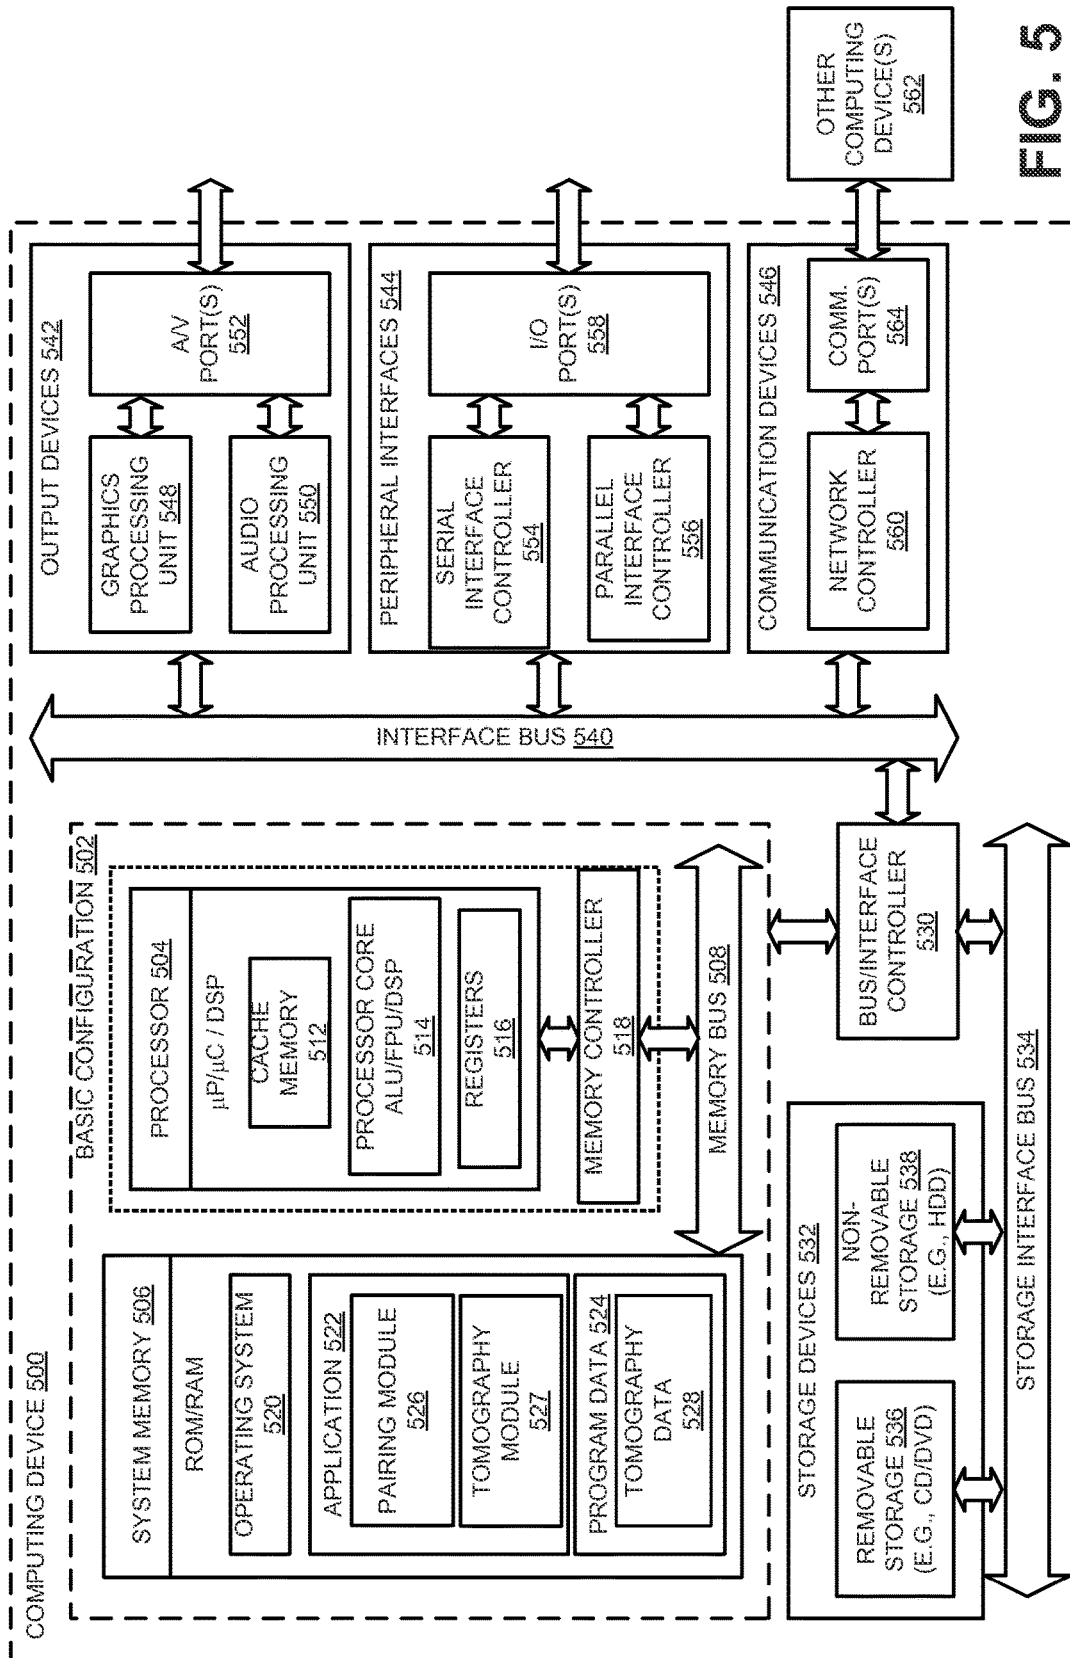 COMPUTING DEVICE 500
BASIC CONFIGURATION 502
SYSTEM MEMORY 506
ROM/RAM
OPERATING SYSTEM
520
APPLICATION 522
PAIRING MODULE
526
TOMOGRAPHY
MODULE
527
PROGRAM DATA 524
TOMOGRAPHY
DATA
528
PROCESSOR 504
µP/µC / DSP
CACHE
MEMORY
512
PROCESSOR CORE
ALU/FPU/DSP
514
REGISTERS
516
MEMORY CONTROLLER
518
MEMORY BUS 508
STORAGE DEVICES 532
REMOVABLE
STORAGE 536
(E.G., CD/DVD)
NON-
REMOVABLE
STORAGE 538
(E.G., HDD)
STORAGE INTERFACE BUS 534
BUS/INTERFACE
CONTROLLER
530
INTERFACE BUS 540
OUTPUT DEVICES 542
GRAPHICS
PROCESSING
UNIT 548
AUDIO
PROCESSING
UNIT 550
A/V
PORT(S)
552
PERIPHERAL INTERFACES 544
SERIAL
INTERFACE
CONTROLLER
554
PARALLEL
INTERFACE
CONTROLLER
556
I/O
PORT(S)
558
COMMUNICATION DEVICES 546
NETWORK
CONTROLLER
560
COMM.
PORT(S)
564
OTHER
COMPUTING
DEVICE(S)
562
FIG. 5